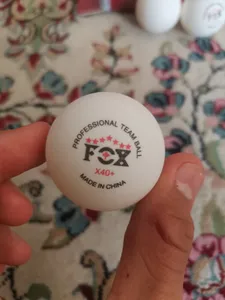 PROFESSIONAL TEAM BALL
FOX
X40+
MADE IN CHINA